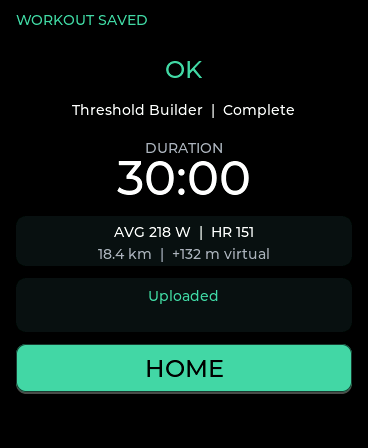 WORKOUT SAVED
OK
Threshold Builder | Complete
DURATION
30:00
AVG 218 W | HR 151
18.4 km | +132 m virtual
Uploaded
HOME